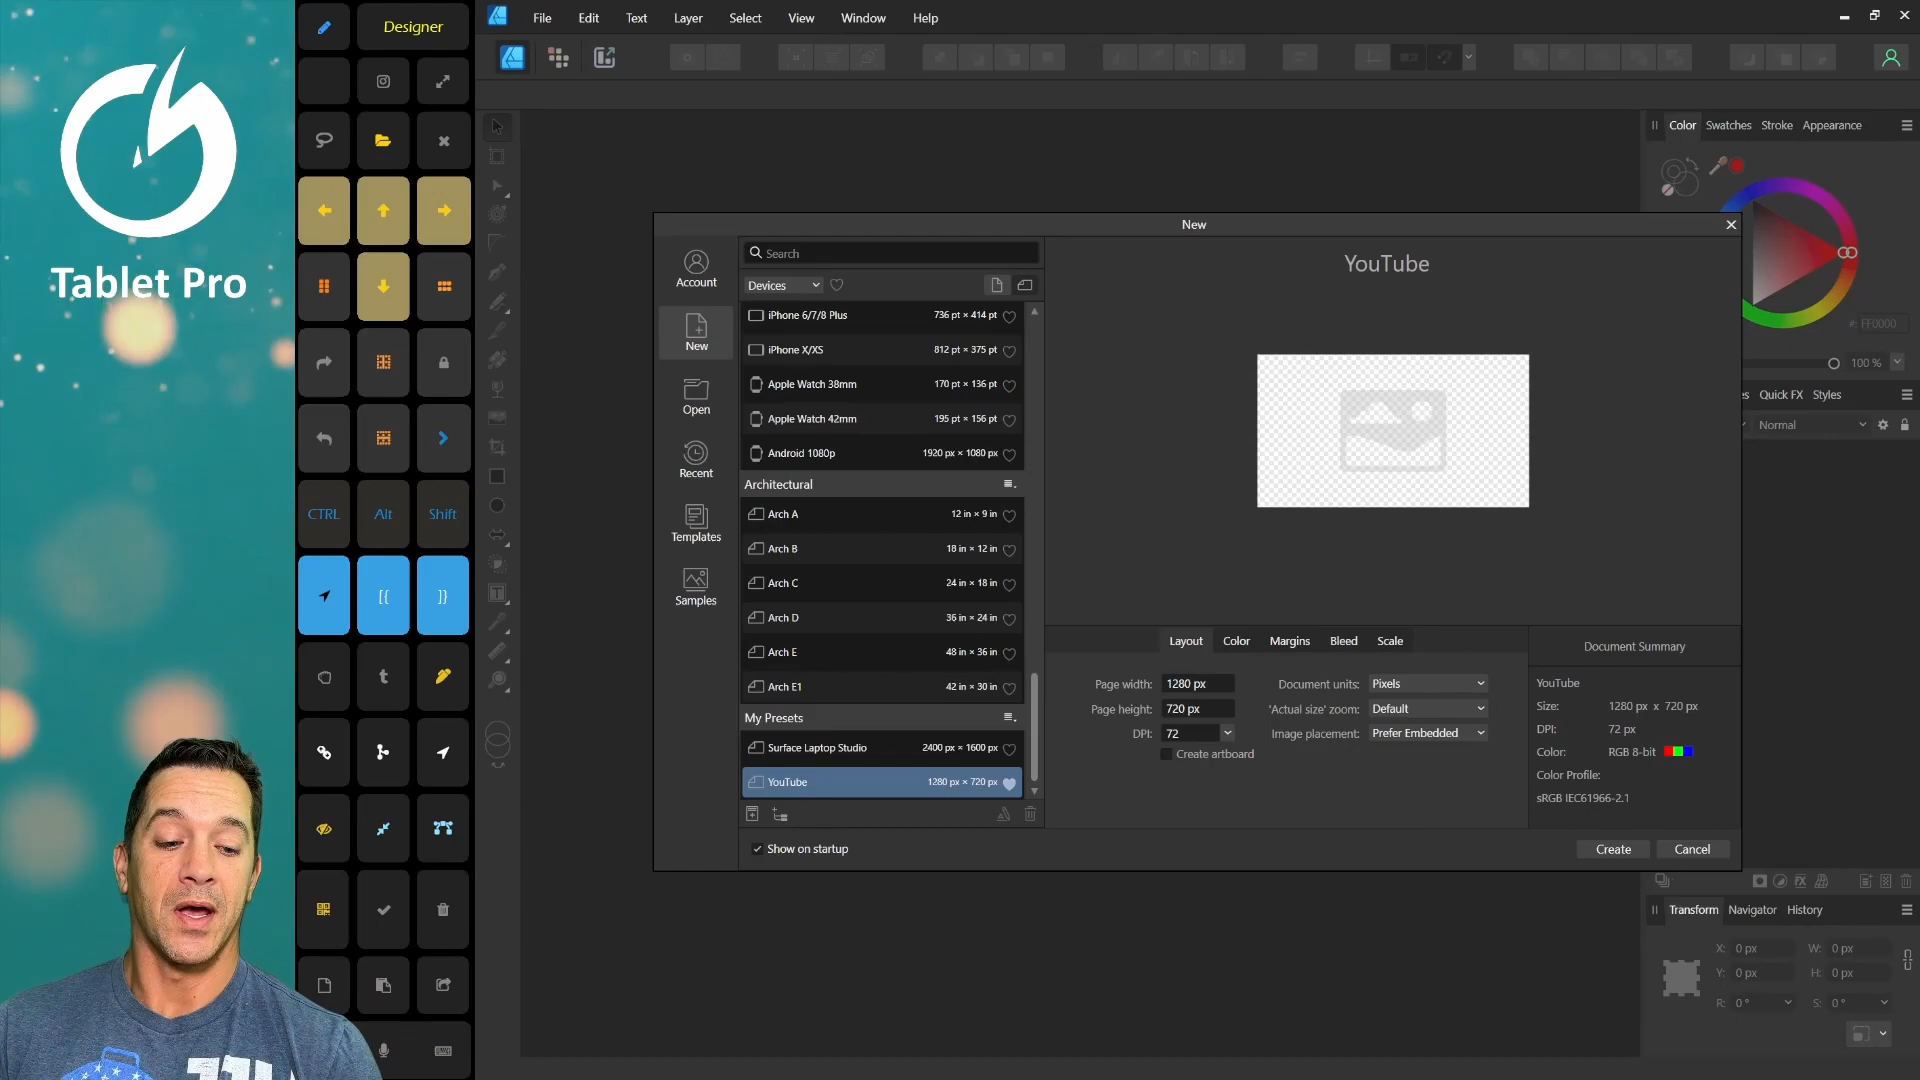 Tablet Pro
Designer
CTRL Alt Shift
[{ ]}
t
File Edit Text Layer Select View Window Help
New
Account
New
Open
Recent
Templates
Samples
Search
Devices
iPhone 6/7/8 Plus 736 pt × 414 pt
iPhone X/XS 812 pt × 375 pt
Apple Watch 38mm 170 pt × 136 pt
Apple Watch 42mm 195 pt × 156 pt
Android 1080p 1920 px × 1080 px
Architectural
Arch A 12 in × 9 in
Arch B 18 in × 12 in
Arch C 24 in × 18 in
Arch D 36 in × 24 in
Arch E 48 in × 36 in
Arch E1 42 in × 30 in
My Presets
Surface Laptop Studio 2400 px × 1600 px
YouTube 1280 px × 720 px
Show on startup
YouTube
Layout Color Margins Bleed Scale
Page width: 1280 px
Page height: 720 px
DPI: 72
Create artboard
Document units: Pixels
'Actual size' zoom: Default
Image placement: Prefer Embedded
Document Summary
YouTube
Size: 1280 px x 720 px
DPI: 72 px
Color: RGB 8-bit
Color Profile:
sRGB IEC61966-2.1
Create Cancel
Color Swatches Stroke Appearance
#: FF0000
100 %
Quick FX Styles
Normal
Transform Navigator History
X: 0 px W: 0 px
Y: 0 px H: 0 px
R: 0 ° S: 0 °